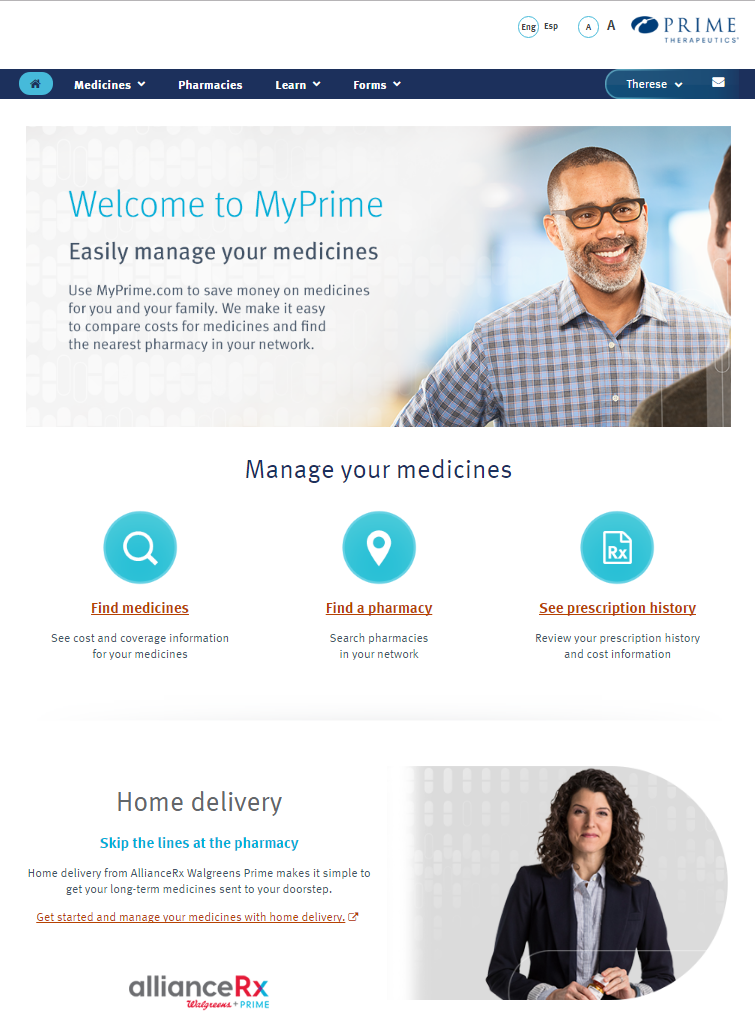 Eng Esp A A PRIME
THERAPEUTICS®
Medicines Pharmacies Learn Forms Therese
Welcome to MyPrime
Easily manage your medicines
Use MyPrime.com to save money on medicines
for you and your family. We make it easy
to compare costs for medicines and find
the nearest pharmacy in your network.
Manage your medicines
Rx
Find medicines Find a pharmacy See prescription history
See cost and coverage information Search pharmacies Review your prescription history
for your medicines in your network and cost information
Home delivery
Skip the lines at the pharmacy
Home delivery from AllianceRx Walgreens Prime makes it simple to
get your long-term medicines sent to your doorstep.
Get started and manage your medicines with home delivery.
allianceRx
Walgreens + PRIME